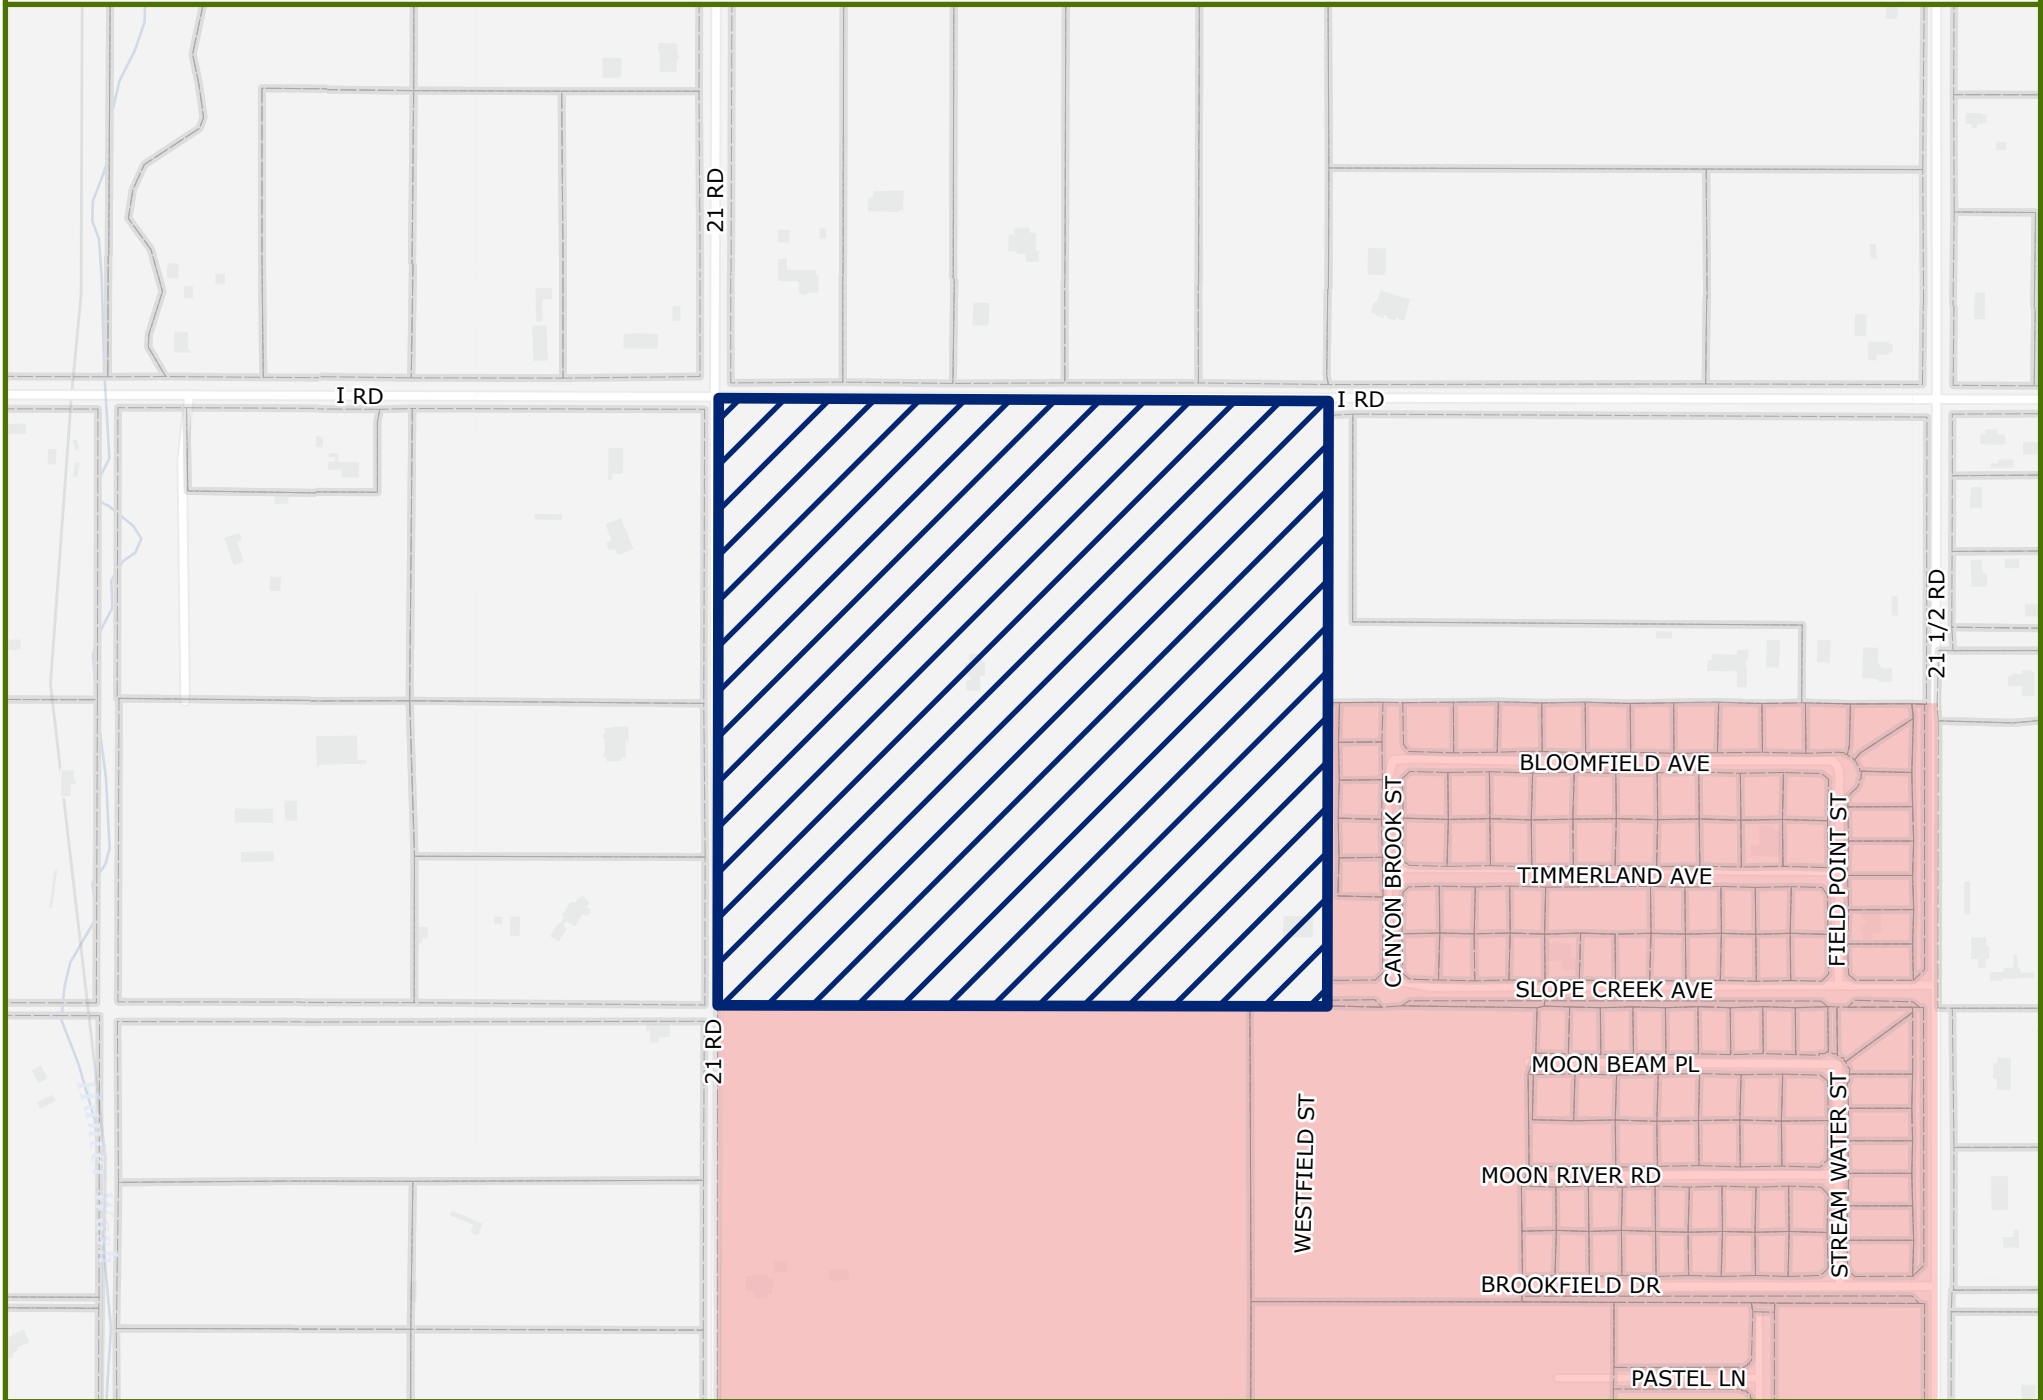 21 RD
I RD
I RD
21 1/2 RD
BLOOMFIELD AVE
CANYON BROOK ST
FIELD POINT ST
TIMMERLAND AVE
SLOPE CREEK AVE
21 RD
MOON BEAM PL
WESTFIELD ST
STREAM WATER ST
MOON RIVER RD
BROOKFIELD DR
PASTEL LN